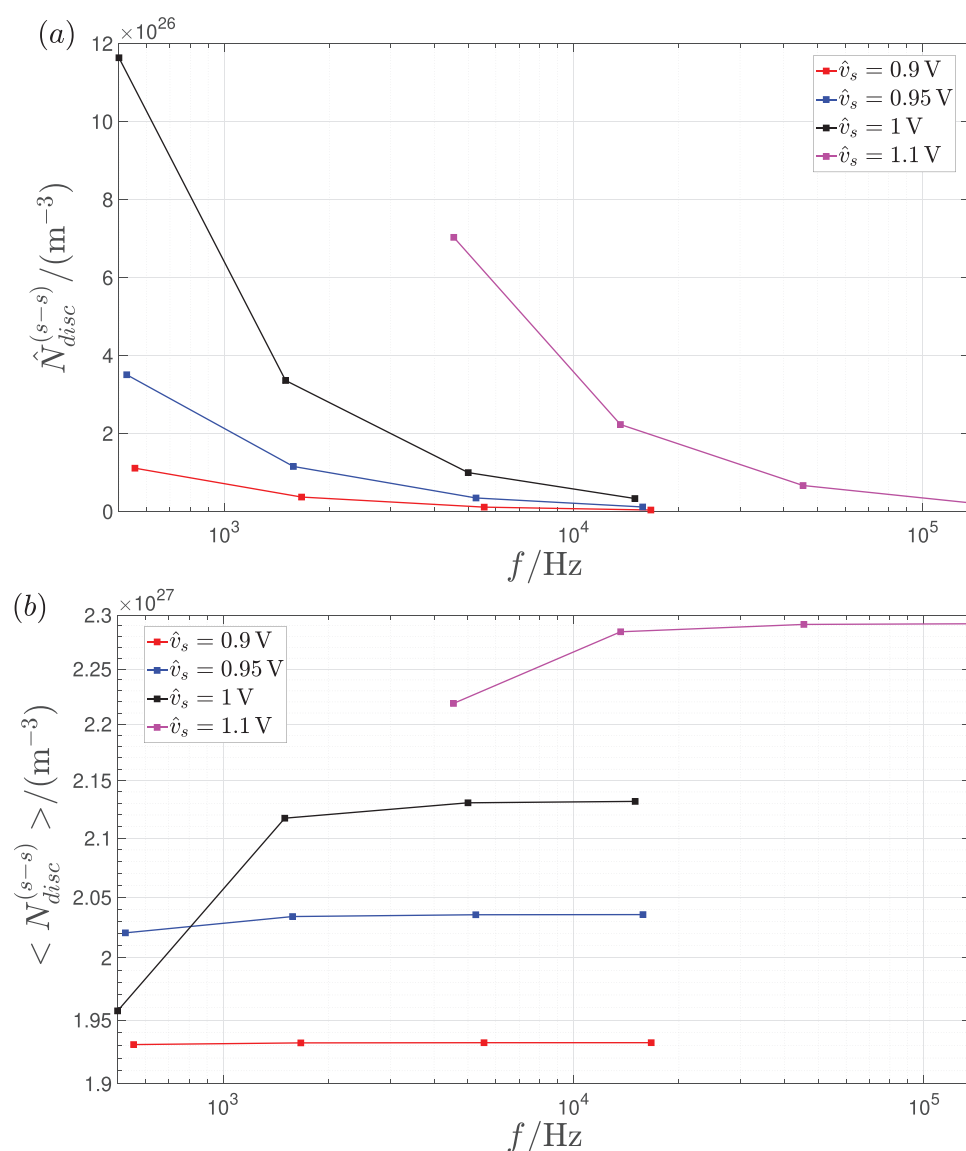 (a)
×10^26
12
10
8
6
4
2
0
N̂_disc^(s−s)/(m^−3)
v̂_s = 0.9 V
v̂_s = 0.95 V
v̂_s = 1 V
v̂_s = 1.1 V
10^3
10^4
10^5
f/Hz
(b)
×10^27
2.3
2.25
2.2
2.15
2.1
2.05
2
1.95
1.9
< N_disc^(s−s) >/(m^−3)
v̂_s = 0.9 V
v̂_s = 0.95 V
v̂_s = 1 V
v̂_s = 1.1 V
10^3
10^4
10^5
f/Hz